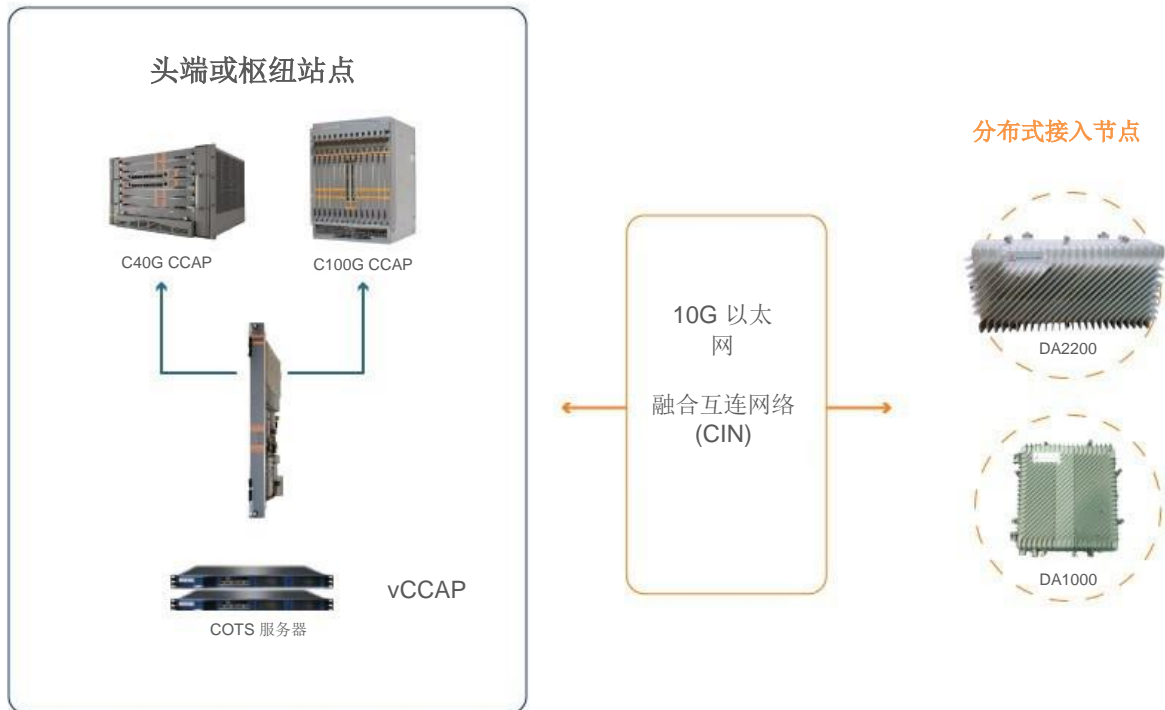 头端或枢纽站点
C40G CCAP
C100G CCAP
vCCAP
COTS 服务器
10G 以太
网
融合互连网络
(CIN)
分布式接入节点
DA2200
DA1000